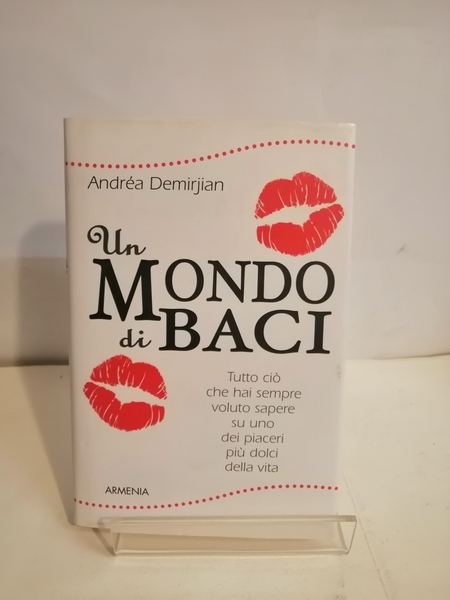 Andréa Demirjian
Un
MONDO
di BACI
Tutto ciò
che hai sempre
voluto sapere
su uno
dei piaceri
più dolci
della vita
ARMENIA